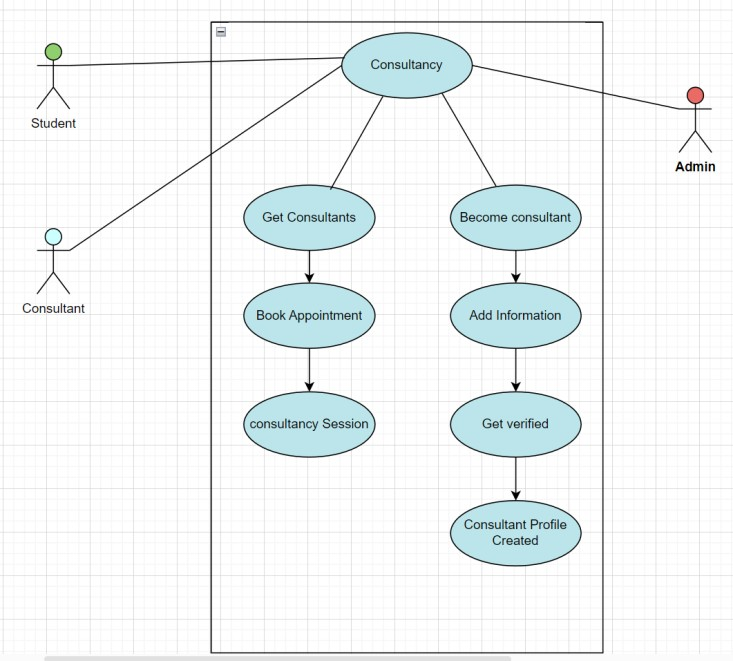 Consultancy
Student
Admin
Get Consultants
Become consultant
Consultant
Book Appointment
Add Information
consultancy Session
Get verified
Consultant Profile
Created